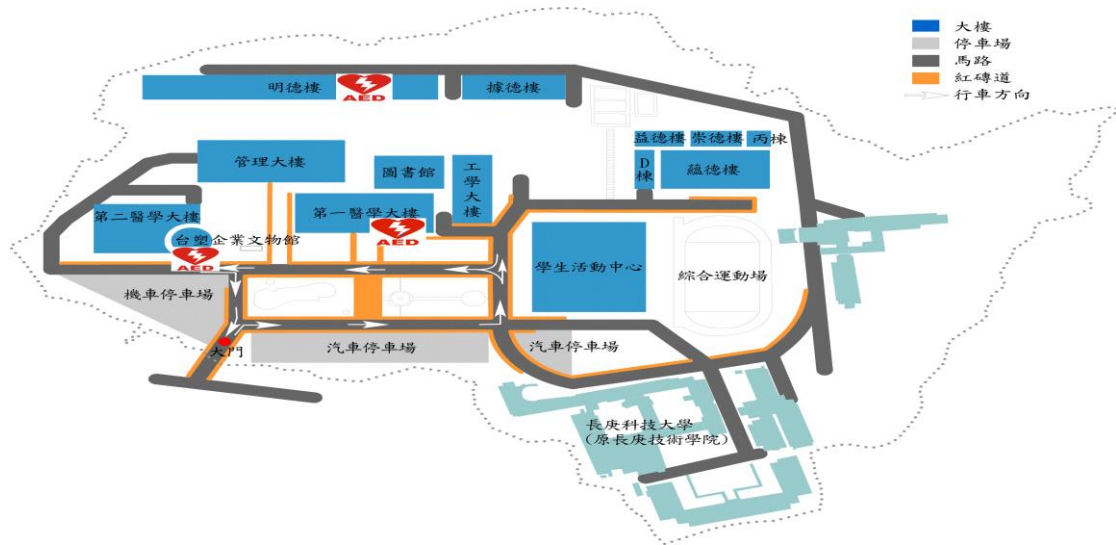 大樓
停車場
馬路
紅磚道
行車方向
明德樓
AED
據德樓
益德樓
崇德樓
丙棟
D棟
蘊德樓
管理大樓
圖書館
工學大樓
第一醫學大樓
AED
第二醫學大樓
台塑企業文物館
AED
學生活動中心
綜合運動場
機車停車場
大門
汽車停車場
汽車停車場
長庚科技大學
(原長庚技術學院)